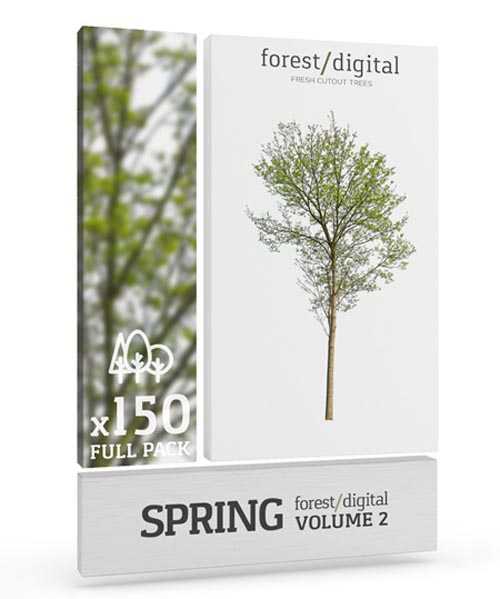 forest/digital
FRESH CUTOUT TREES
x150
FULL PACK
SPRING
forest/digital
VOLUME 2